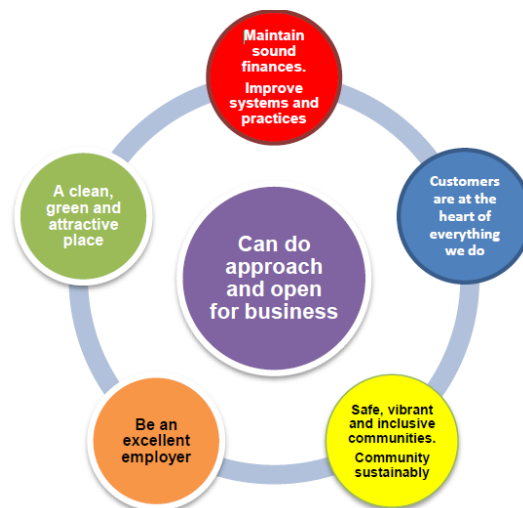 Maintain
sound
finances.
Improve
systems and
practices
Customers
are at the
heart of
everything
we do
Safe, vibrant
and inclusive
communities.
Community
sustainably
Be an
excellent
employer
A clean,
green and
attractive
place
Can do
approach
and open
for business